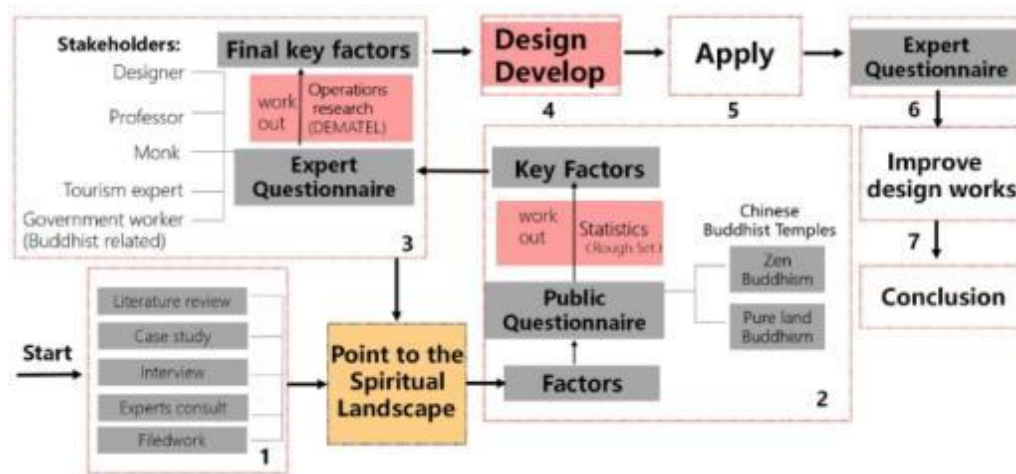 Stakeholders:
Designer
Professor
Monk
Tourism expert
Government worker
(Buddhist related)
Final key factors
work
out
Operations
research
(DEMATEL)
Expert
Questionnaire
3
Design
Develop
4
Apply
5
Expert
Questionnaire
6
Improve
design works
7
Conclusion
Key Factors
work
out
Statistics
(Rough Set)
Public
Questionnaire
Factors
Chinese
Buddhist Temples
Zen
Buddhism
Pure land
Buddhism
2
Start
Literature review
Case study
Interview
Experts consult
Filedwork
1
Point to the
Spiritual
Landscape